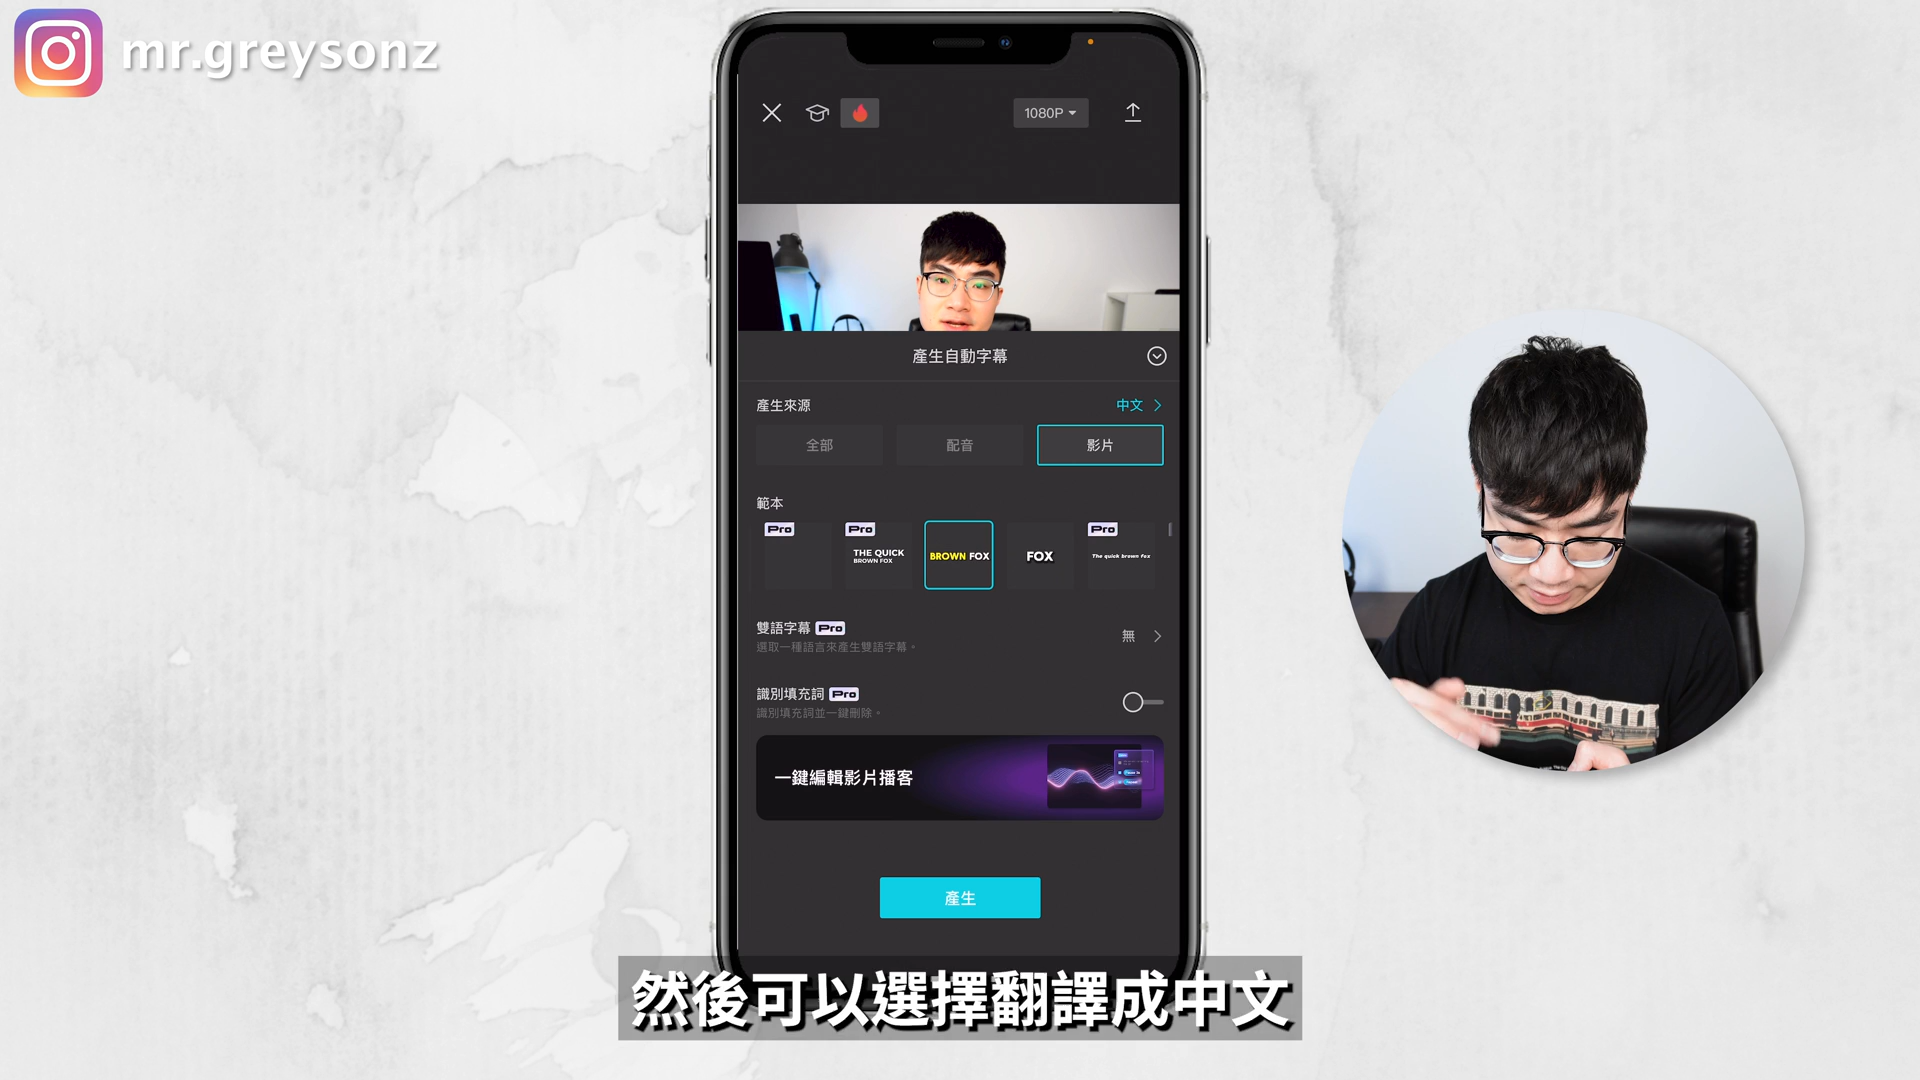 mr.greysonz
1080P
產生自動字幕
產生來源
中文
全部
配音
影片
範本
Pro
Pro
THE QUICK
BROWN FOX
BROWN FOX
FOX
Pro
The quick brown fox
雙語字幕 Pro
選取一種語言來產生雙語字幕。
無
識別填充詞 Pro
識別填充詞並一鍵刪除。
一鍵編輯影片播客
產生
然後可以選擇翻譯成中文